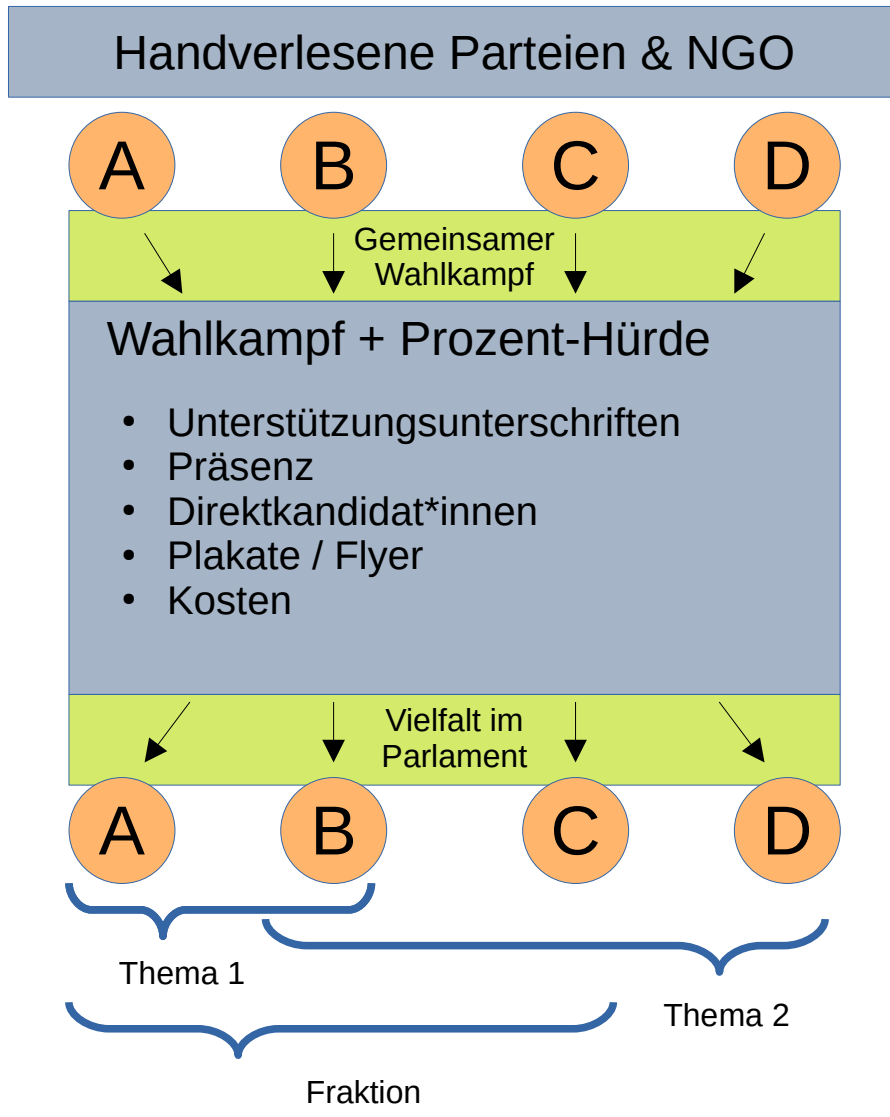 Handverlesene Parteien & NGO
A B C D
Gemeinsamer
Wahlkampf
Wahlkampf + Prozent-Hürde
• Unterstützungsunterschriften
• Präsenz
• Direktkandidat*innen
• Plakate / Flyer
• Kosten
Vielfalt im
Parlament
A B C D
Thema 1
Thema 2
Fraktion